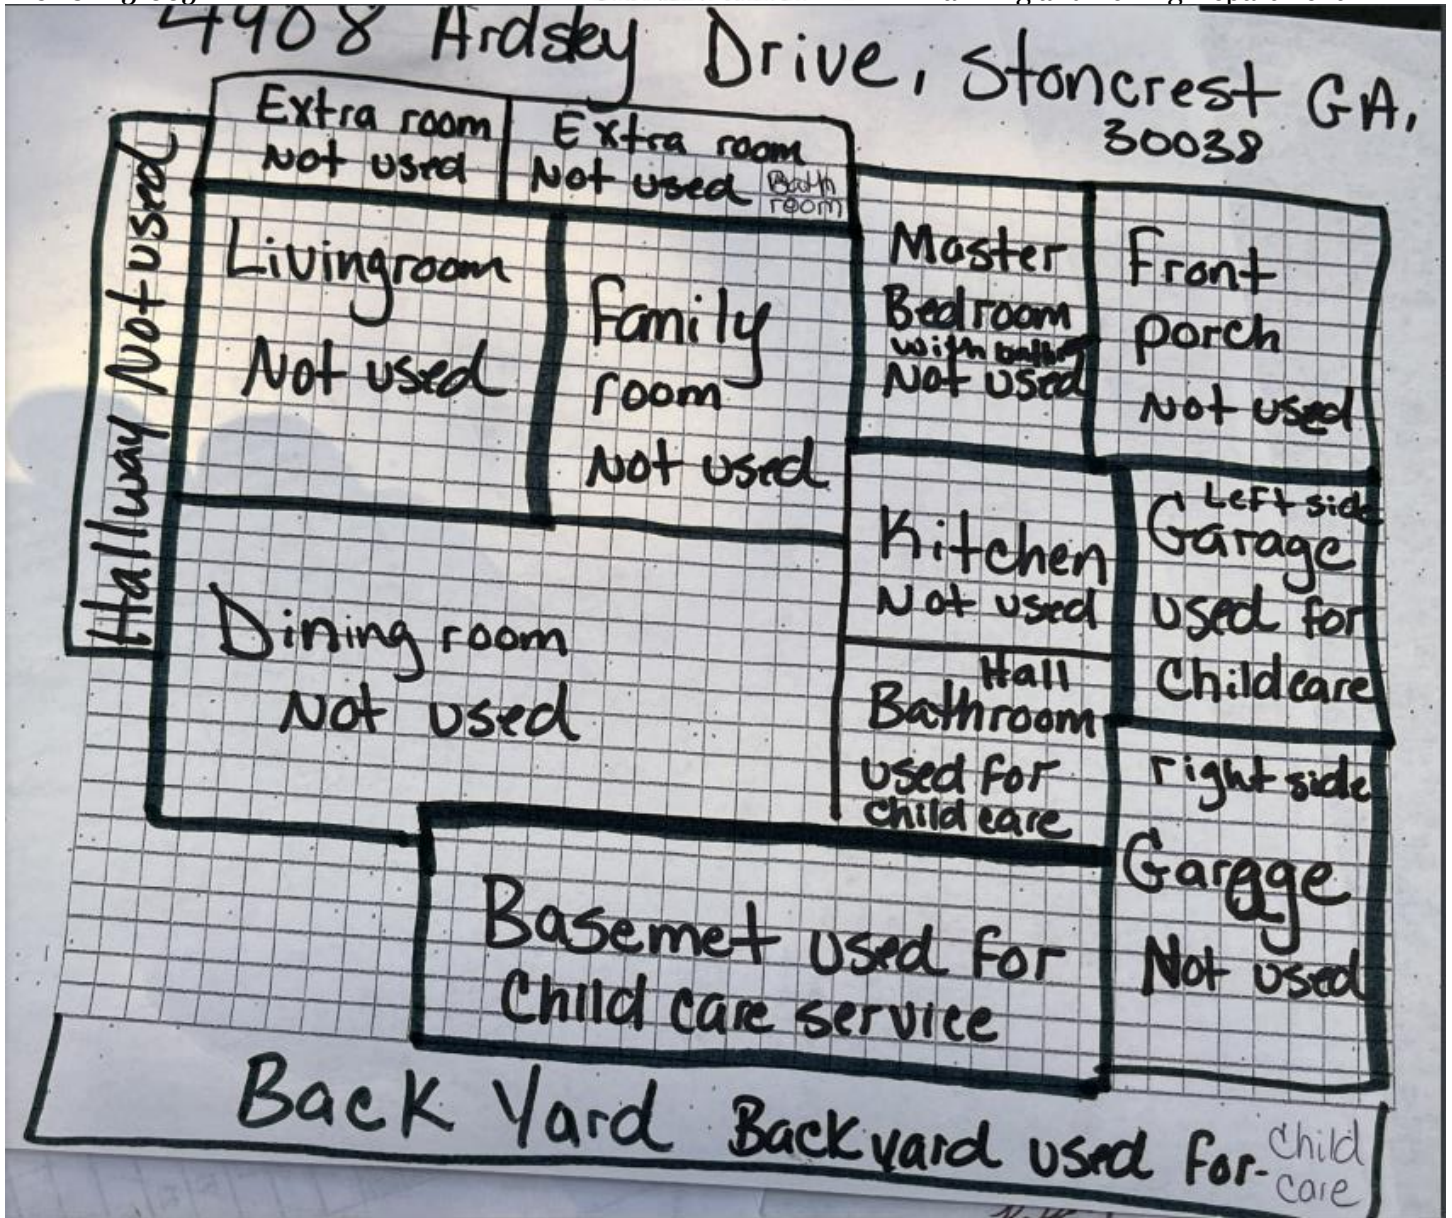 4908 Ardsley Drive, Stoncrest GA,
30038
Extra room
Not used
Extra room
Not used
Bath
room
Hallway Not used
Livingroom
Not used
Family
room
Not used
Master
Bedroom
with
Not used
Front
porch
Not used
Dining room
Not used
Kitchen
Not used
Left side
Garage
used for
Childcare
Hall
Bathroom
used for
Child care
right side
Garage
Not used
Basemet used for
Child care service
Back Yard Backyard used for-
Child
care